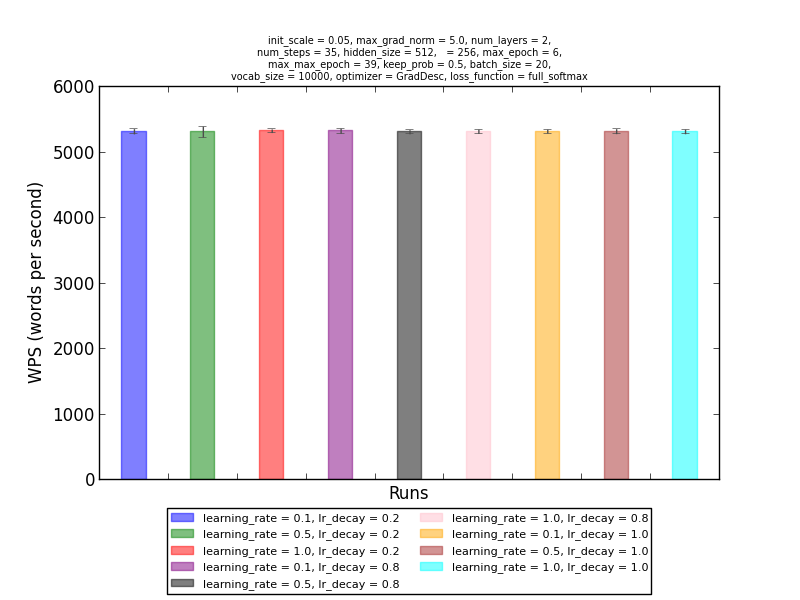 init_scale = 0.05, max_grad_norm = 5.0, num_layers = 2,
num_steps = 35, hidden_size = 512,   = 256, max_epoch = 6,
max_max_epoch = 39, keep_prob = 0.5, batch_size = 20,
vocab_size = 10000, optimizer = GradDesc, loss_function = full_softmax
6000
5000
4000
3000
2000
1000
0
WPS (words per second)
Runs
learning_rate = 0.1, lr_decay = 0.2
learning_rate = 0.5, lr_decay = 0.2
learning_rate = 1.0, lr_decay = 0.2
learning_rate = 0.1, lr_decay = 0.8
learning_rate = 0.5, lr_decay = 0.8
learning_rate = 1.0, lr_decay = 0.8
learning_rate = 0.1, lr_decay = 1.0
learning_rate = 0.5, lr_decay = 1.0
learning_rate = 1.0, lr_decay = 1.0